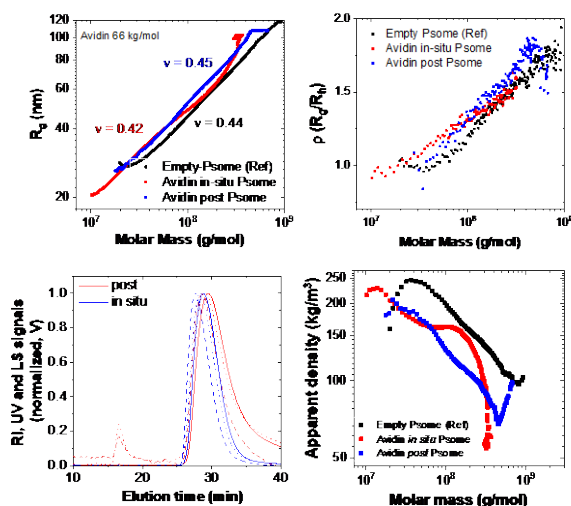 120
100
80
60
40
20
R_g (nm)
Avidin 66 kg/mol
ν = 0.45
ν = 0.42
ν = 0.44
Empty-Psome (Ref)
Avidin in-situ Psome
Avidin post Psome
10^7
10^8
10^9
Molar Mass (g/mol)
2.0
1.5
1.0
ρ (R_g/R_h)
Empty Psome (Ref)
Avidin in-situ Psome
Avidin post Psome
10^7
10^8
Molar Mass (g/mol)
1.0
0.8
0.6
0.4
0.2
0.0
RI, UV and LS signals
(normalized, V)
post
in situ
10
20
30
40
Elution time (min)
250
200
150
100
50
Apparent density (kg/m³)
Empty Psome (Ref)
Avidin in situ Psome
Avidin post Psome
10^7
10^8
10^9
Molar mass (g/mol)